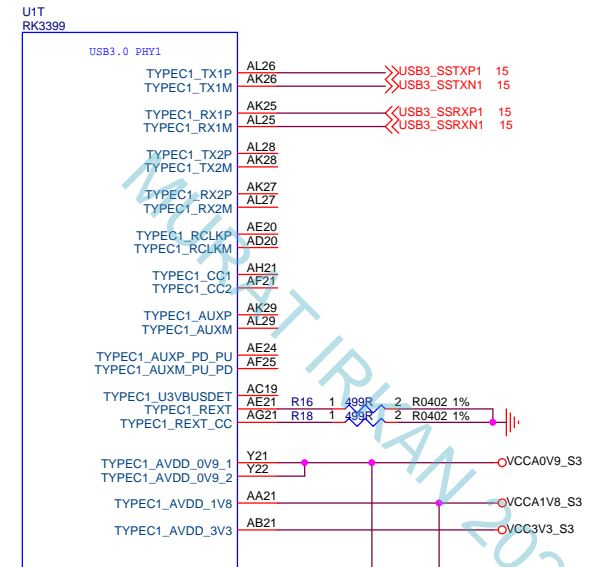 U1T
RK3399
USB3.0 PHY1
TYPEC1_TX1P AL26 USB3_SSTXP1 15
TYPEC1_TX1M AK26 USB3_SSTXN1 15
TYPEC1_RX1P AK25 USB3_SSRXP1 15
TYPEC1_RX1M AL25 USB3_SSRXN1 15
TYPEC1_TX2P AL28
TYPEC1_TX2M AK28
TYPEC1_RX2P AK27
TYPEC1_RX2M AL27
TYPEC1_RCLKP AE20
TYPEC1_RCLKM AD20
TYPEC1_CC1 AH21
TYPEC1_CC2 AF21
TYPEC1_AUXP AK29
TYPEC1_AUXM AL29
TYPEC1_AUXP_PD_PU AE24
TYPEC1_AUXM_PU_PD AF25
TYPEC1_U3VBUSDET AC19
TYPEC1_REXT AE21 R16 1 499R 2 R0402 1%
TYPEC1_REXT_CC AG21 R18 1 499R 2 R0402 1%
TYPEC1_AVDD_0V9_1 Y21 VCCA0V9_S3
TYPEC1_AVDD_0V9_2 Y22
TYPEC1_AVDD_1V8 AA21 VCCA1V8_S3
TYPEC1_AVDD_3V3 AB21 VCC3V3_S3
MURAT IRKAN